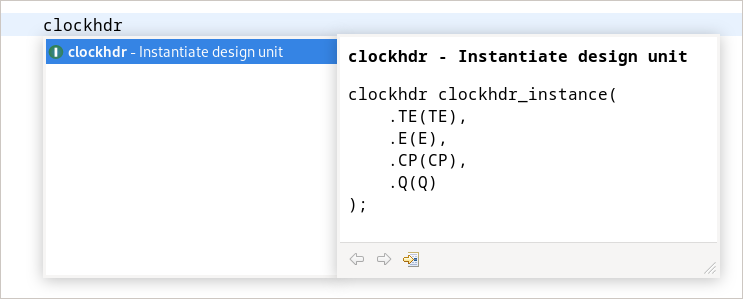 clockhdr
clockhdr - Instantiate design unit
clockhdr - Instantiate design unit
clockhdr clockhdr_instance(
    .TE(TE),
    .E(E),
    .CP(CP),
    .Q(Q)
);